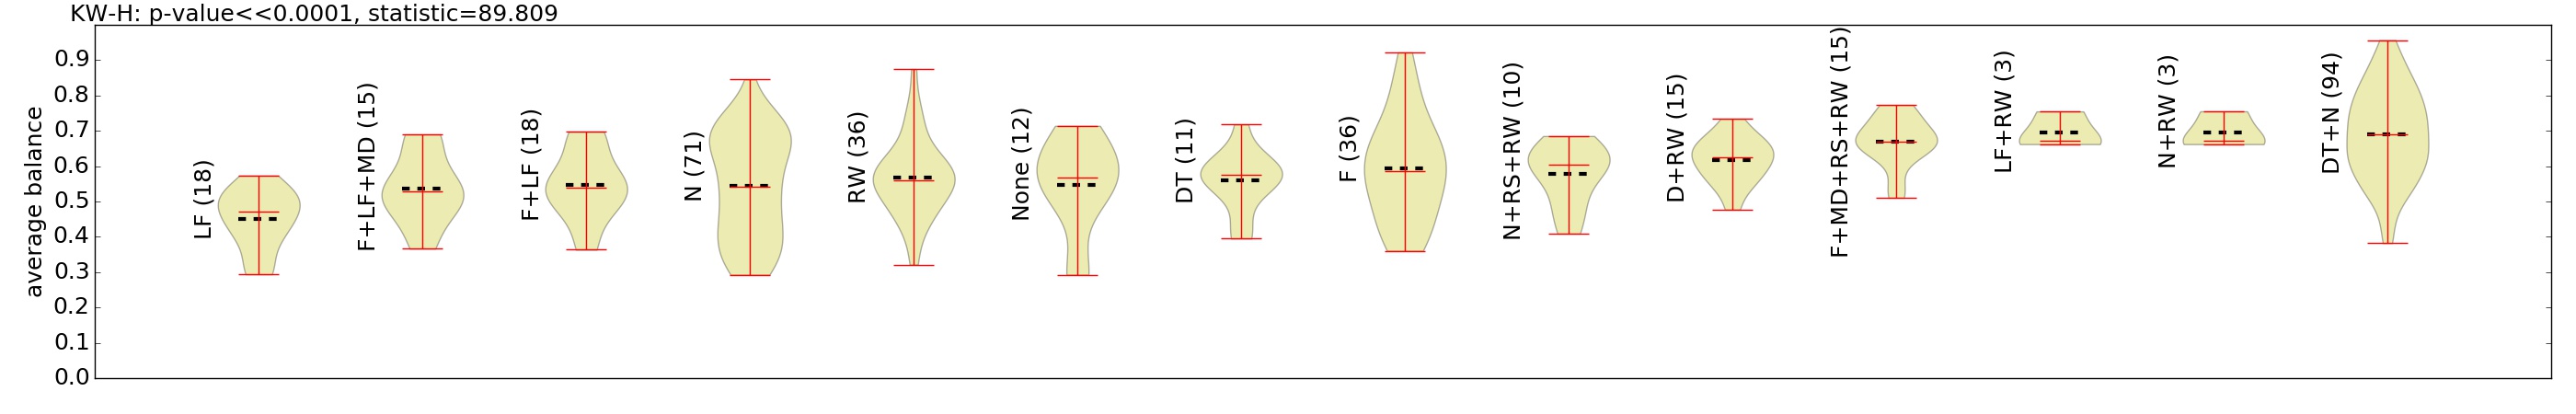 KW-H: p-value<<0.0001, statistic=89.809
average balance
0.9
0.8
0.7
0.6
0.5
0.4
0.3
0.2
0.1
0.0
LF (18)
F+LF+MD (15)
F+LF (18)
N (71)
RW (36)
None (12)
DT (11)
F (36)
N+RS+RW (10)
D+RW (15)
F+MD+RS+RW (15)
LF+RW (3)
N+RW (3)
DT+N (94)